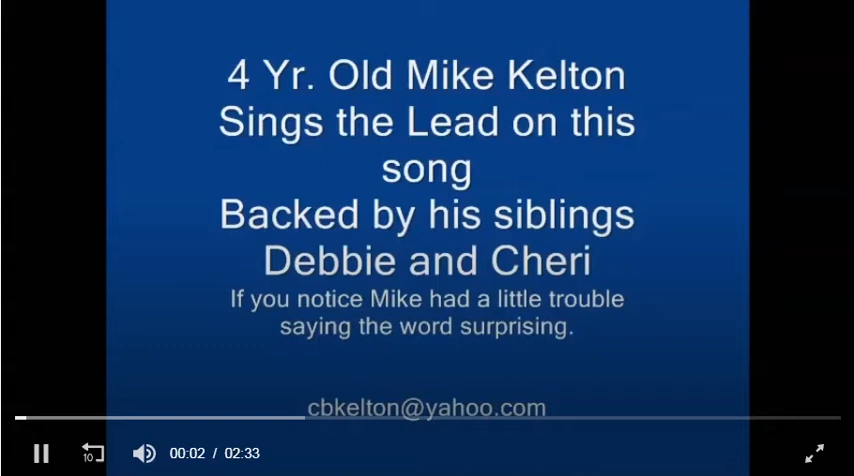 4 Yr. Old Mike Kelton
Sings the Lead on this
song
Backed by his siblings
Debbie and Cheri
If you notice Mike had a little trouble
saying the word surprising.
cbkelton@yahoo.com
10
00:02 / 02:33